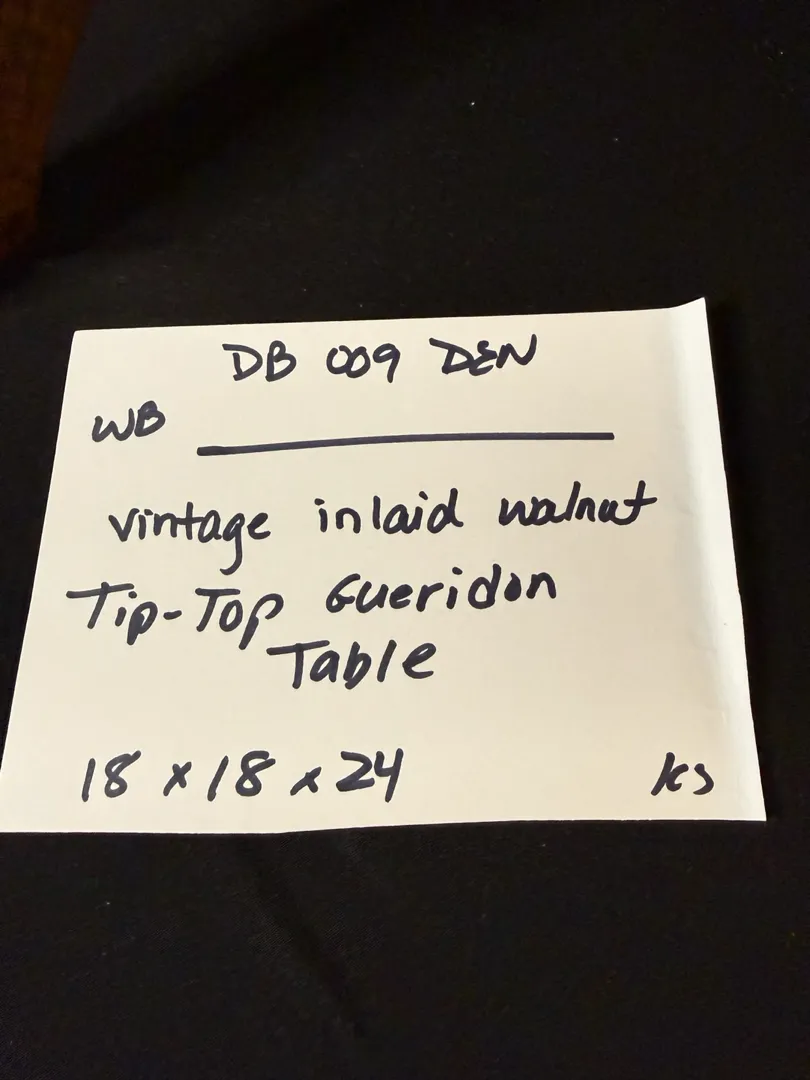 DB 009 DEN
WB
vintage inlaid walnut
Tip-Top Gueridon
Table
18 x 18 x 24 KS